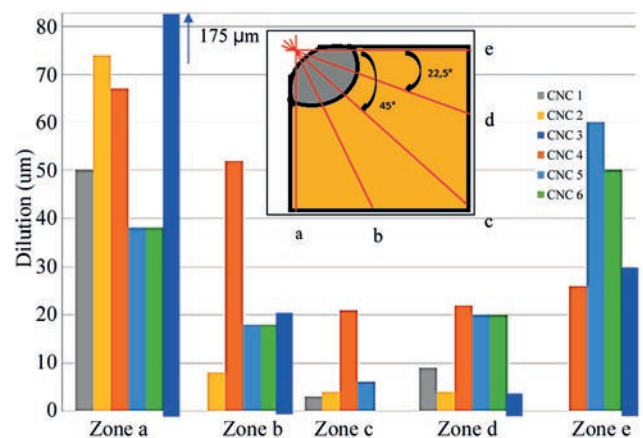 80
70
60
50
40
30
20
10
0
Dilution (um)
175 µm
22,5°
45°
a
b
c
d
e
CNC 1
CNC 2
CNC 3
CNC 4
CNC 5
CNC 6
Zone a
Zone b
Zone c
Zone d
Zone e